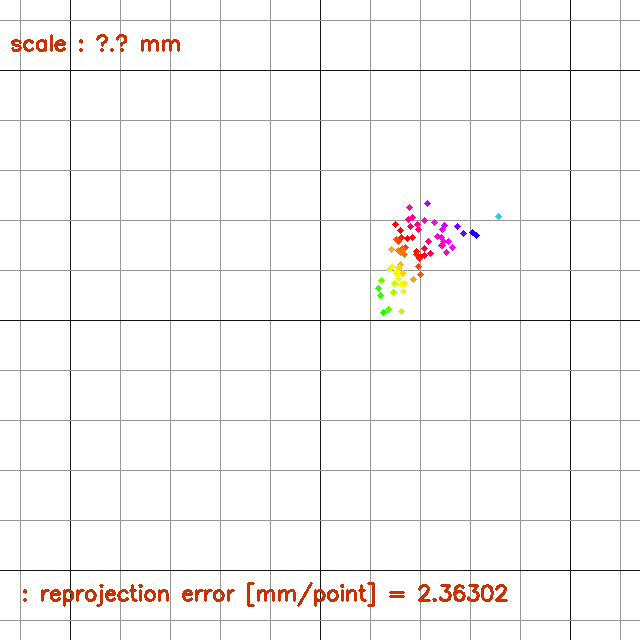 scale : ?.? mm
: reprojection error [mm/point] = 2.36302